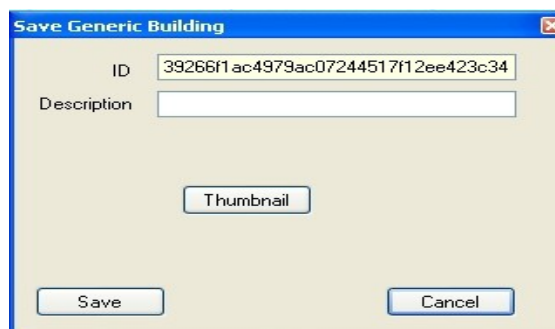 Save Generic Building
ID 39266f1ac4979ac07244517f12ee423c34
Description
Thumbnail
Save Cancel